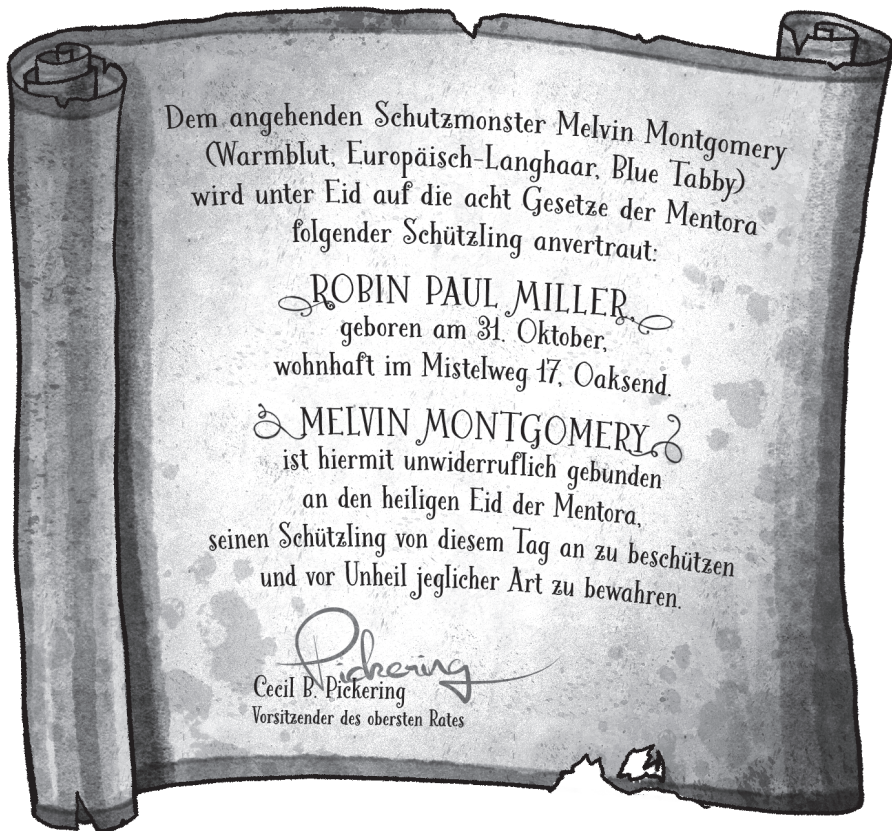 Dem angehenden Schutzmonster Melvin Montgomery
(Warmblut, Europäisch-Langhaar, Blue Tabby)
wird unter Eid auf die acht Gesetze der Mentora
folgender Schützling anvertraut:
ROBIN PAUL MILLER,
geboren am 31. Oktober,
wohnhaft im Mistelweg 17, Oaksend.
MELVIN MONTGOMERY
ist hiermit unwiderruflich gebunden
an den heiligen Eid der Mentora,
seinen Schützling von diesem Tag an zu beschützen
und vor Unheil jeglicher Art zu bewahren.
Pickering
Cecil B. Pickering
Vorsitzender des obersten Rates